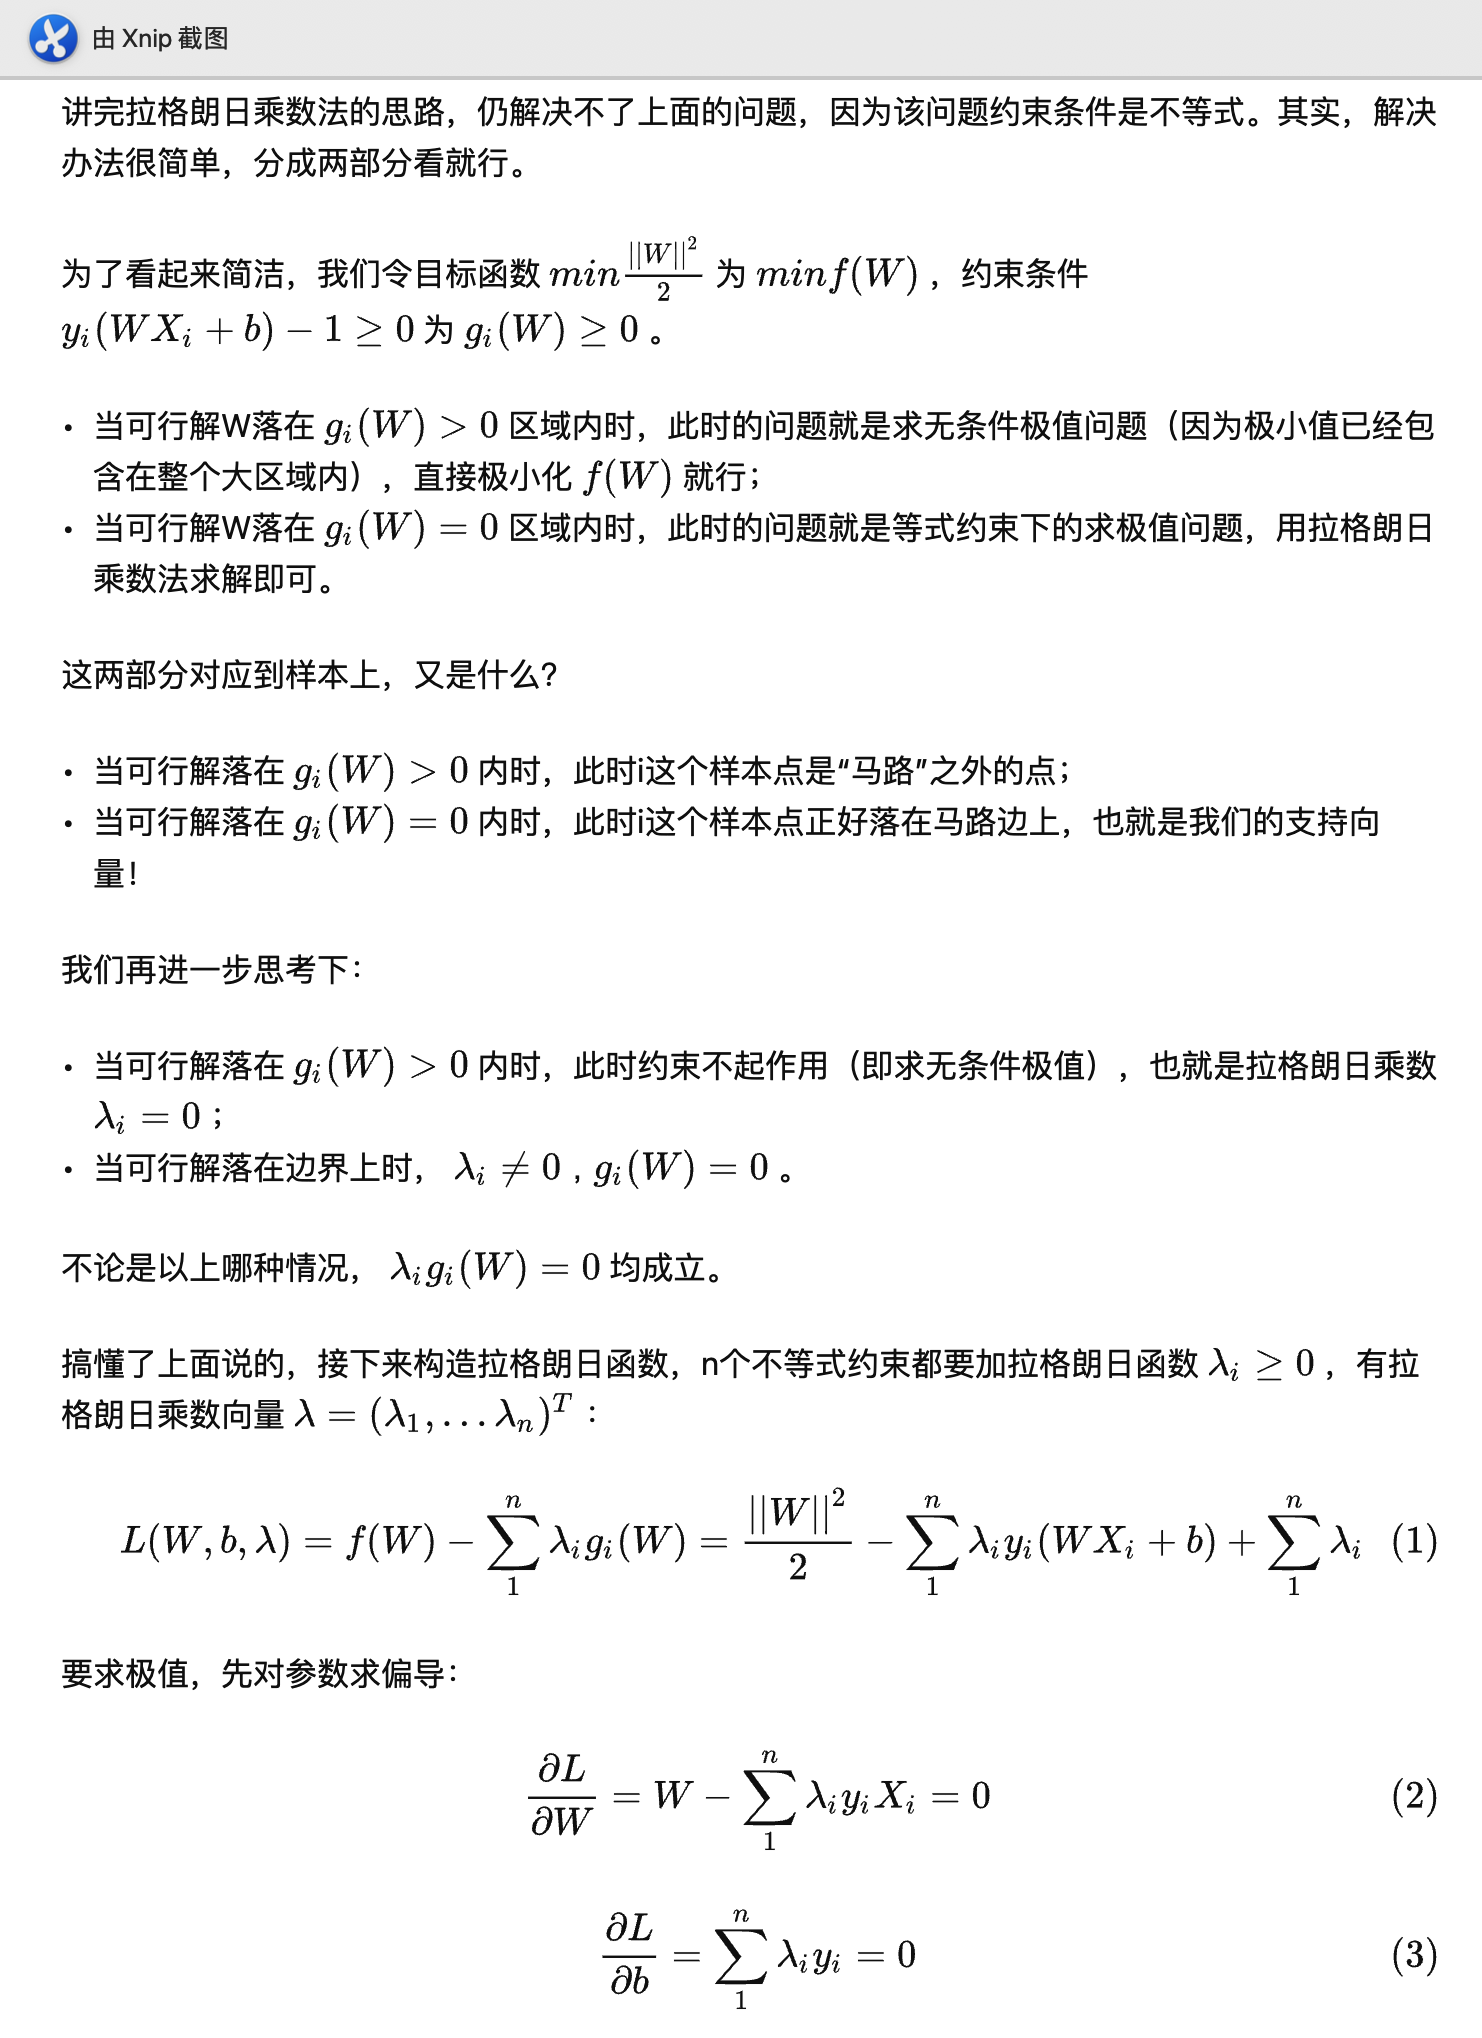 由 Xnip 截图
讲完拉格朗日乘数法的思路，仍解决不了上面的问题，因为该问题约束条件是不等式。其实，解决
办法很简单，分成两部分看就行。
为了看起来简洁，我们令目标函数 $min\frac{||W||^2}{2}$ 为 $minf(W)$ ，约束条件
$y_i(WX_i + b) - 1 \geq 0$ 为 $g_i(W) \geq 0$ 。
• 当可行解W落在 $g_i(W) > 0$ 区域内时，此时的问题就是求无条件极值问题（因为极小值已经包
含在整个大区域内），直接极小化 $f(W)$ 就行；
• 当可行解W落在 $g_i(W) = 0$ 区域内时，此时的问题就是等式约束下的求极值问题，用拉格朗日
乘数法求解即可。
这两部分对应到样本上，又是什么？
• 当可行解落在 $g_i(W) > 0$ 内时，此时i这个样本点是“马路”之外的点；
• 当可行解落在 $g_i(W) = 0$ 内时，此时i这个样本点正好落在马路边上，也就是我们的支持向
量！
我们再进一步思考下：
• 当可行解落在 $g_i(W) > 0$ 内时，此时约束不起作用（即求无条件极值），也就是拉格朗日乘数
$\lambda_i = 0$ ；
• 当可行解落在边界上时， $\lambda_i \neq 0$ , $g_i(W) = 0$ 。
不论是以上哪种情况， $\lambda_i g_i(W) = 0$ 均成立。
搞懂了上面说的，接下来构造拉格朗日函数，n个不等式约束都要加拉格朗日函数 $\lambda_i \geq 0$ ，有拉
格朗日乘数向量 $\lambda = (\lambda_1, \ldots \lambda_n)^T$ ：
$L(W, b, \lambda) = f(W) - \sum_1^n \lambda_i g_i(W) = \frac{||W||^2}{2} - \sum_1^n \lambda_i y_i(WX_i + b) + \sum_1^n \lambda_i$ (1)
要求极值，先对参数求偏导：
$\frac{\partial L}{\partial W} = W - \sum_1^n \lambda_i y_i X_i = 0$ (2)
$\frac{\partial L}{\partial b} = \sum_1^n \lambda_i y_i = 0$ (3)